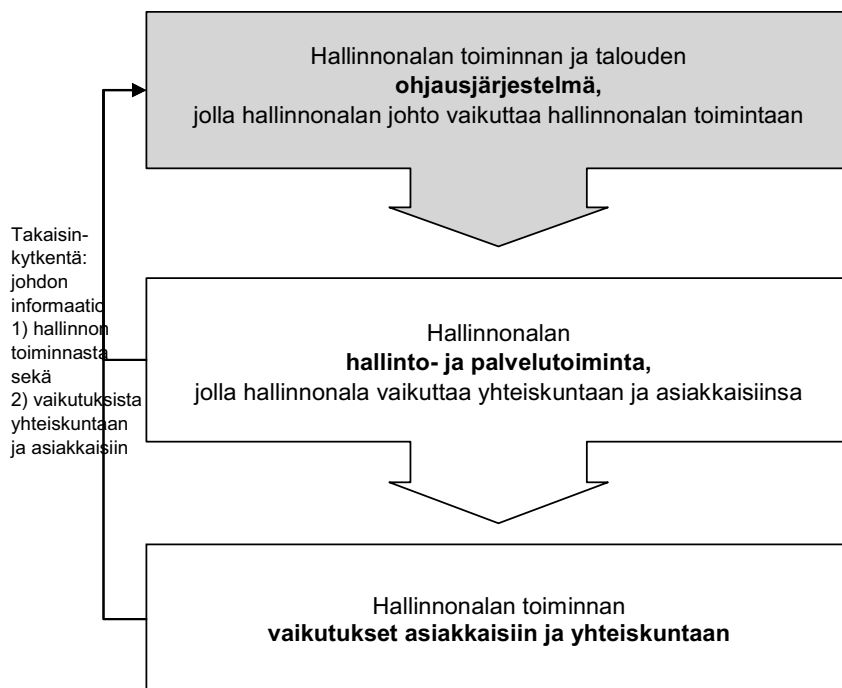 Hallinnonalan toiminnan ja talouden
ohjausjärjestelmä,
jolla hallinnonalan johto vaikuttaa hallinnonalan toimintaan
Takaisin-
kytkentä:
johdon
informaatio
1) hallinnon
toiminnasta
sekä
2) vaikutuksista
yhteiskuntaan
ja asiakkaisiin
Hallinnonalan
hallinto- ja palvelutoiminta,
jolla hallinnonala vaikuttaa yhteiskuntaan ja asiakkaisiinsa
Hallinnonalan toiminnan
vaikutukset asiakkaisiin ja yhteiskuntaan